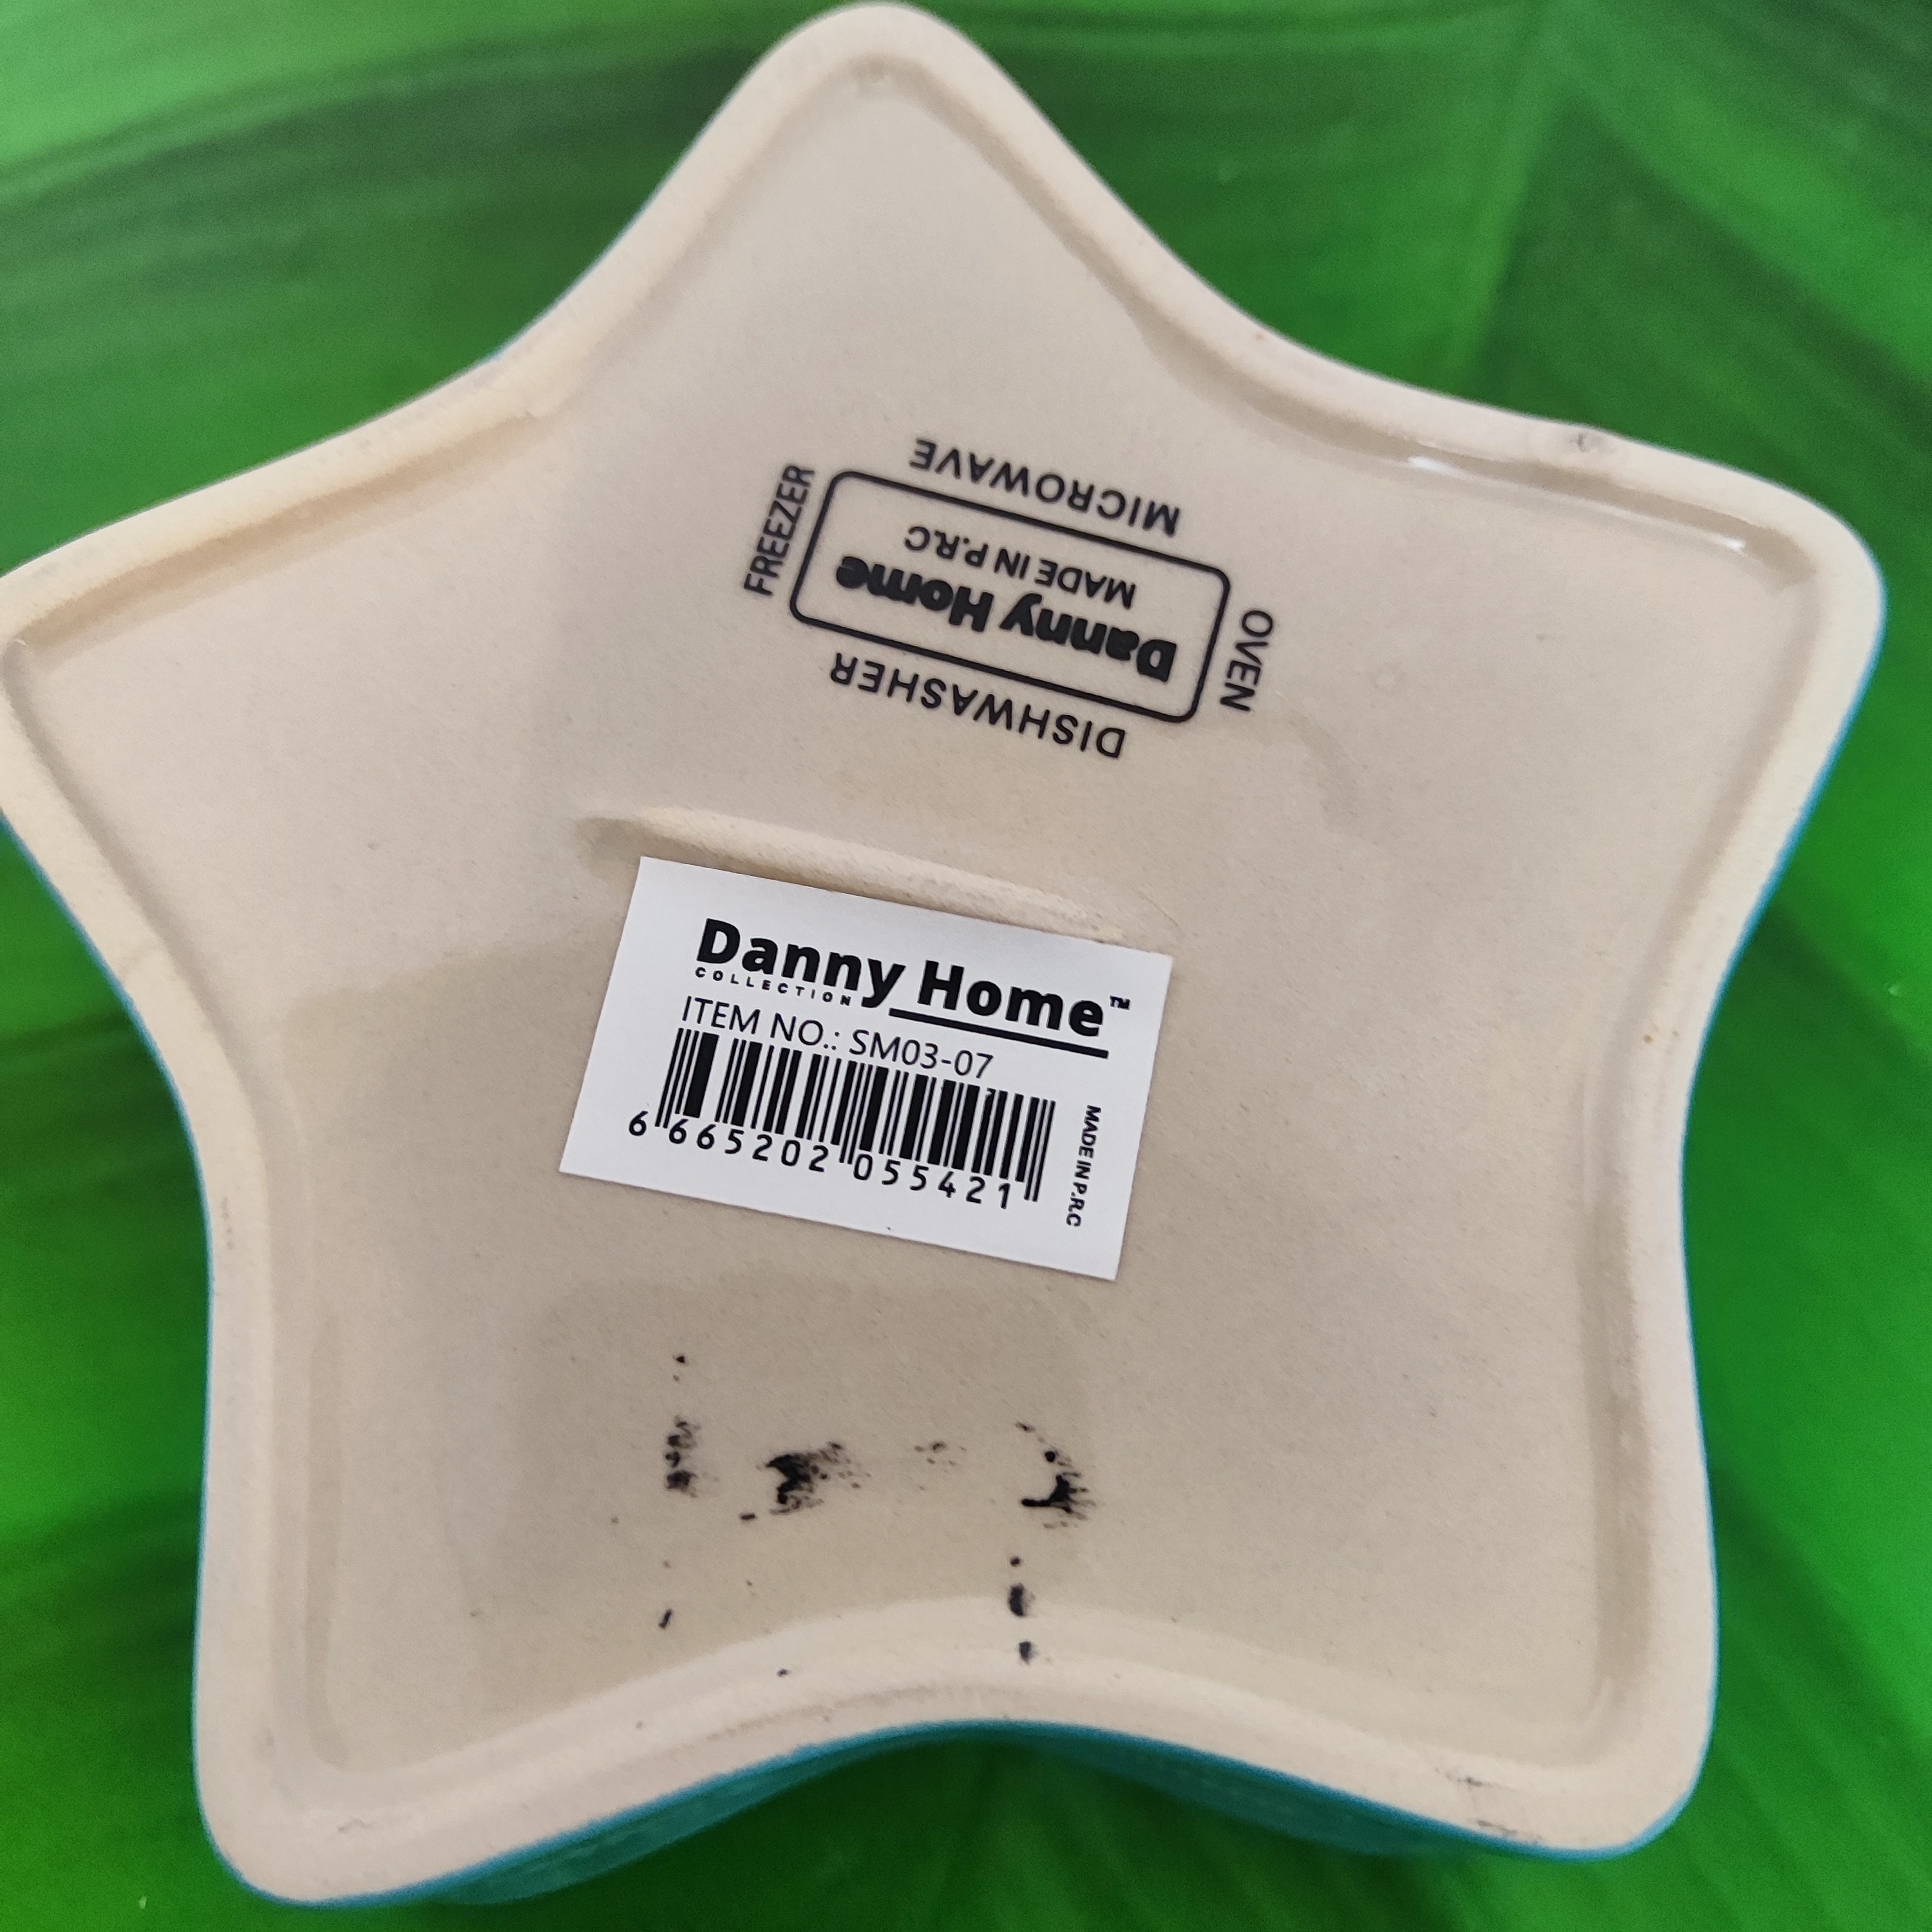 MICROWAVE
FREEZER
MADE IN P.R.C
Danny Home
OVEN
DISHWASHER
Danny Home™
COLLECTION
ITEM NO.: SM03-07
6 665202 055421
MADE IN P.R.C